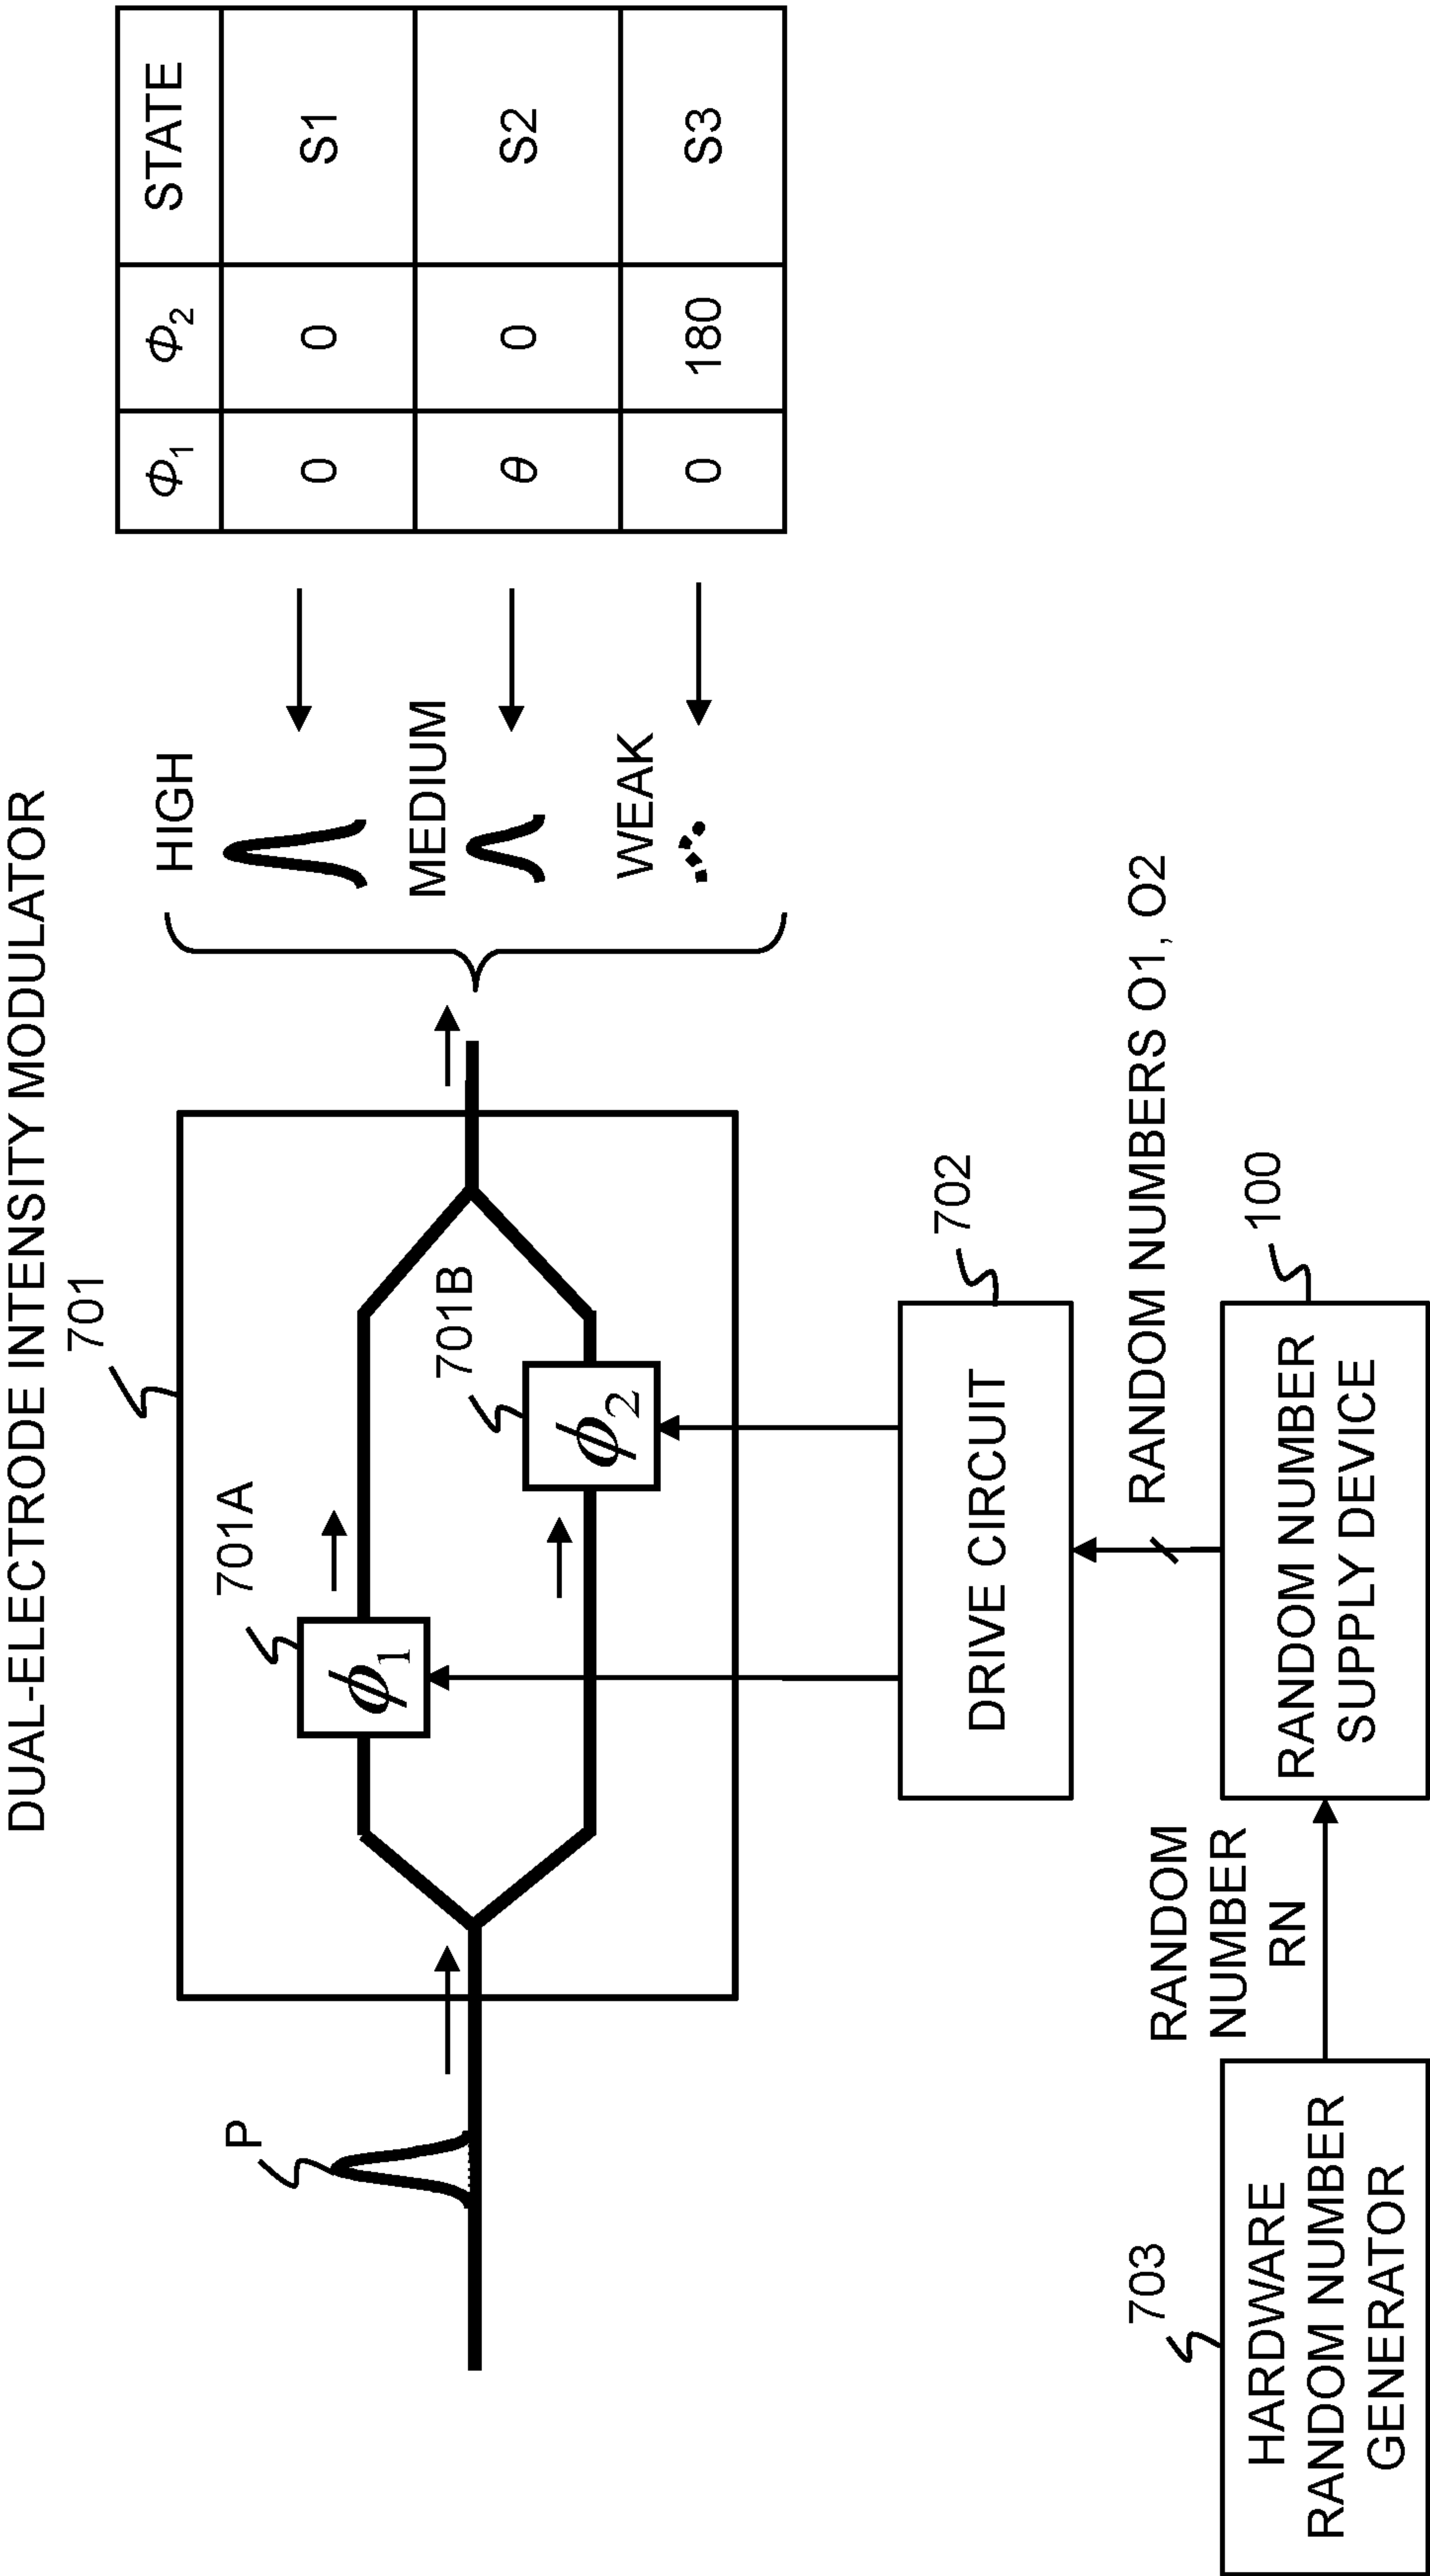 DUAL-ELECTRODE INTENSITY MODULATOR
701
P
701A
ϕ1
701B
ϕ2
HIGH
MEDIUM
WEAK
Φ1 Φ2 STATE
0 0 S1
θ 0 S2
0 180 S3
702
DRIVE CIRCUIT
RANDOM NUMBERS O1, O2
703
HARDWARE
RANDOM NUMBER
GENERATOR
RANDOM
NUMBER
RN
100
RANDOM NUMBER
SUPPLY DEVICE